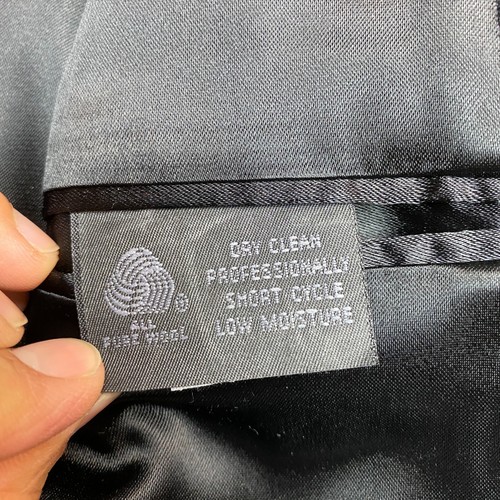 ALL
PURE WOOL
DRY CLEAN
PROFESSIONALLY
SHORT CYCLE
LOW MOISTURE